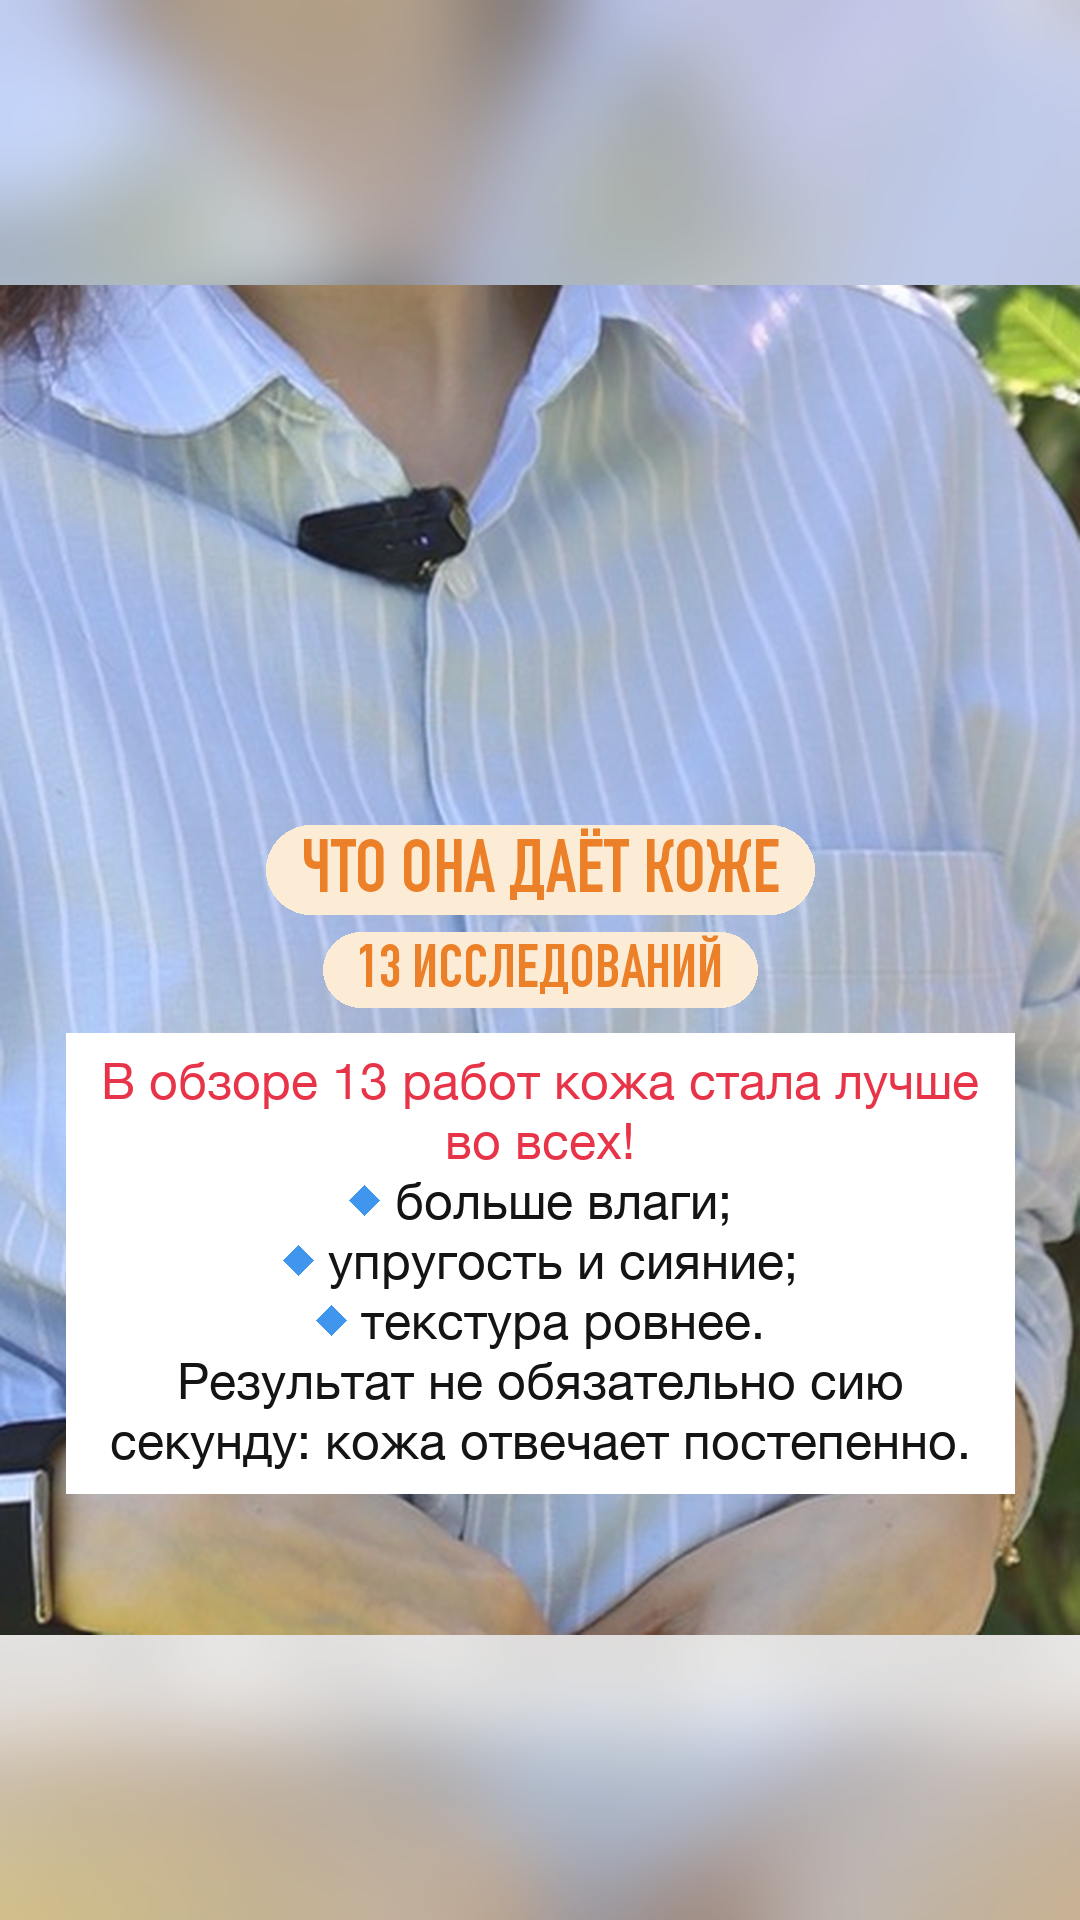 ЧТО ОНА ДАЁТ КОЖЕ
13 ИССЛЕДОВАНИЙ
В обзоре 13 работ кожа стала лучше
во всех!
🔷 больше влаги;
🔷 упругость и сияние;
🔷 текстура ровнее.
Результат не обязательно сию
секунду: кожа отвечает постепенно.